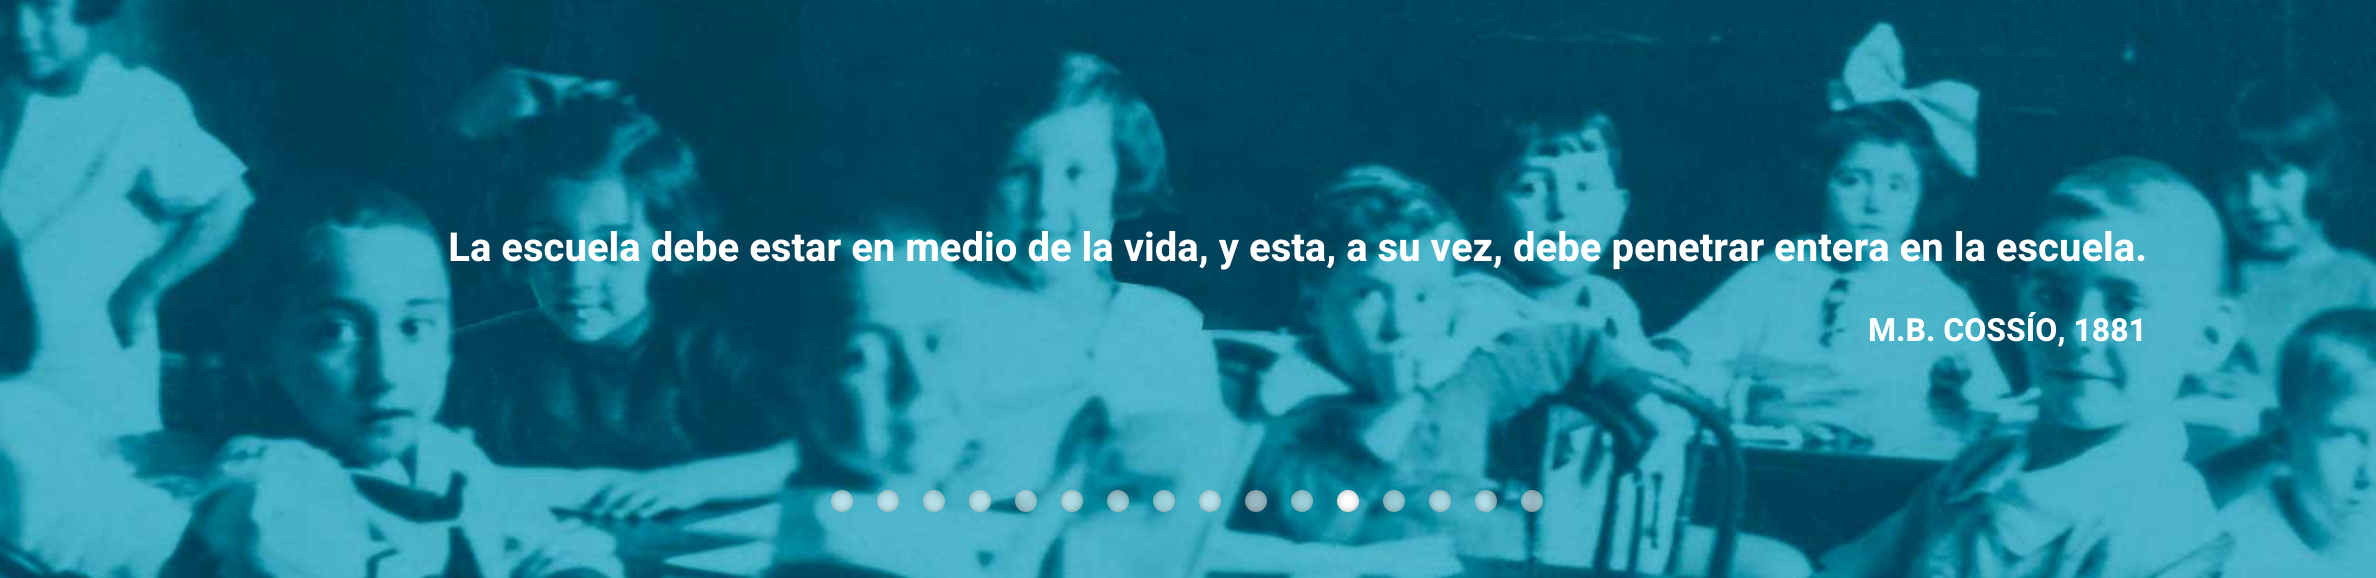 La escuela debe estar en medio de la vida, y esta, a su vez, debe penetrar entera en la escuela.
M.B. COSSÍO, 1881